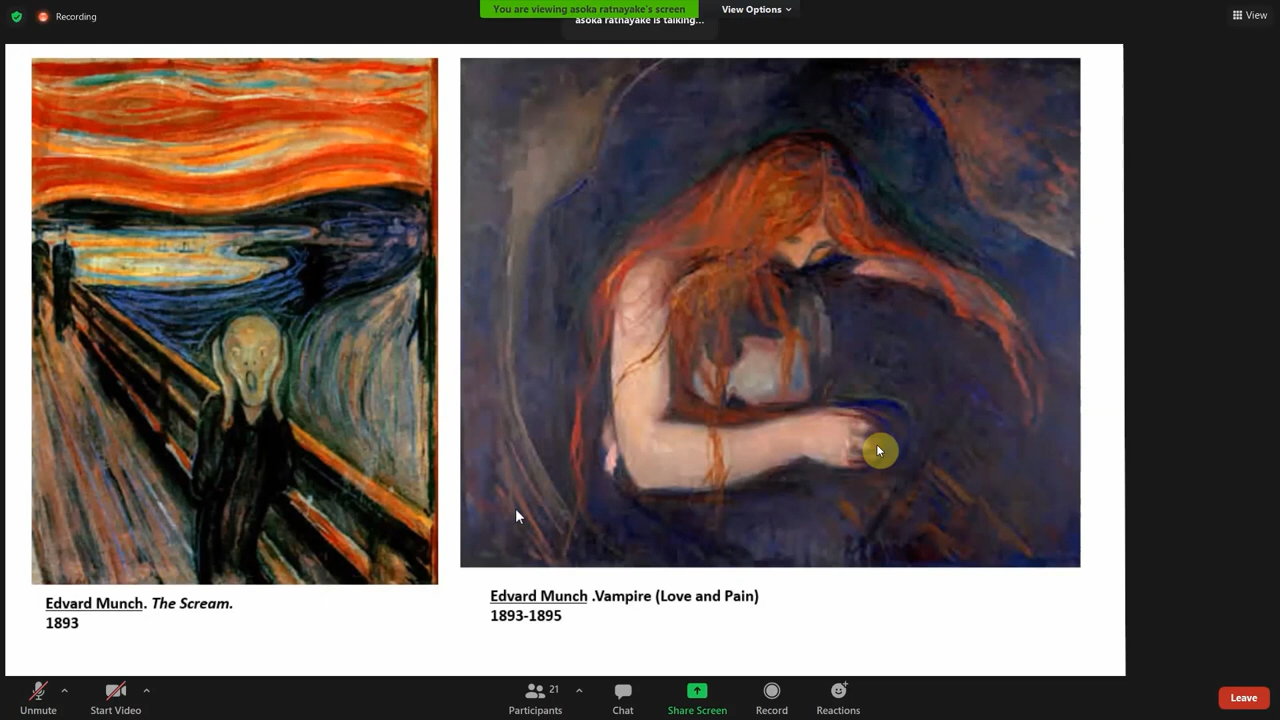 Recording
You are viewing asoka ratnayake's screen
View Options
asoka ratnayake is talking...
View
Edvard Munch. The Scream.
1893
Edvard Munch .Vampire (Love and Pain)
1893-1895
Unmute
Start Video
21
Participants
Chat
Share Screen
Record
Reactions
Leave